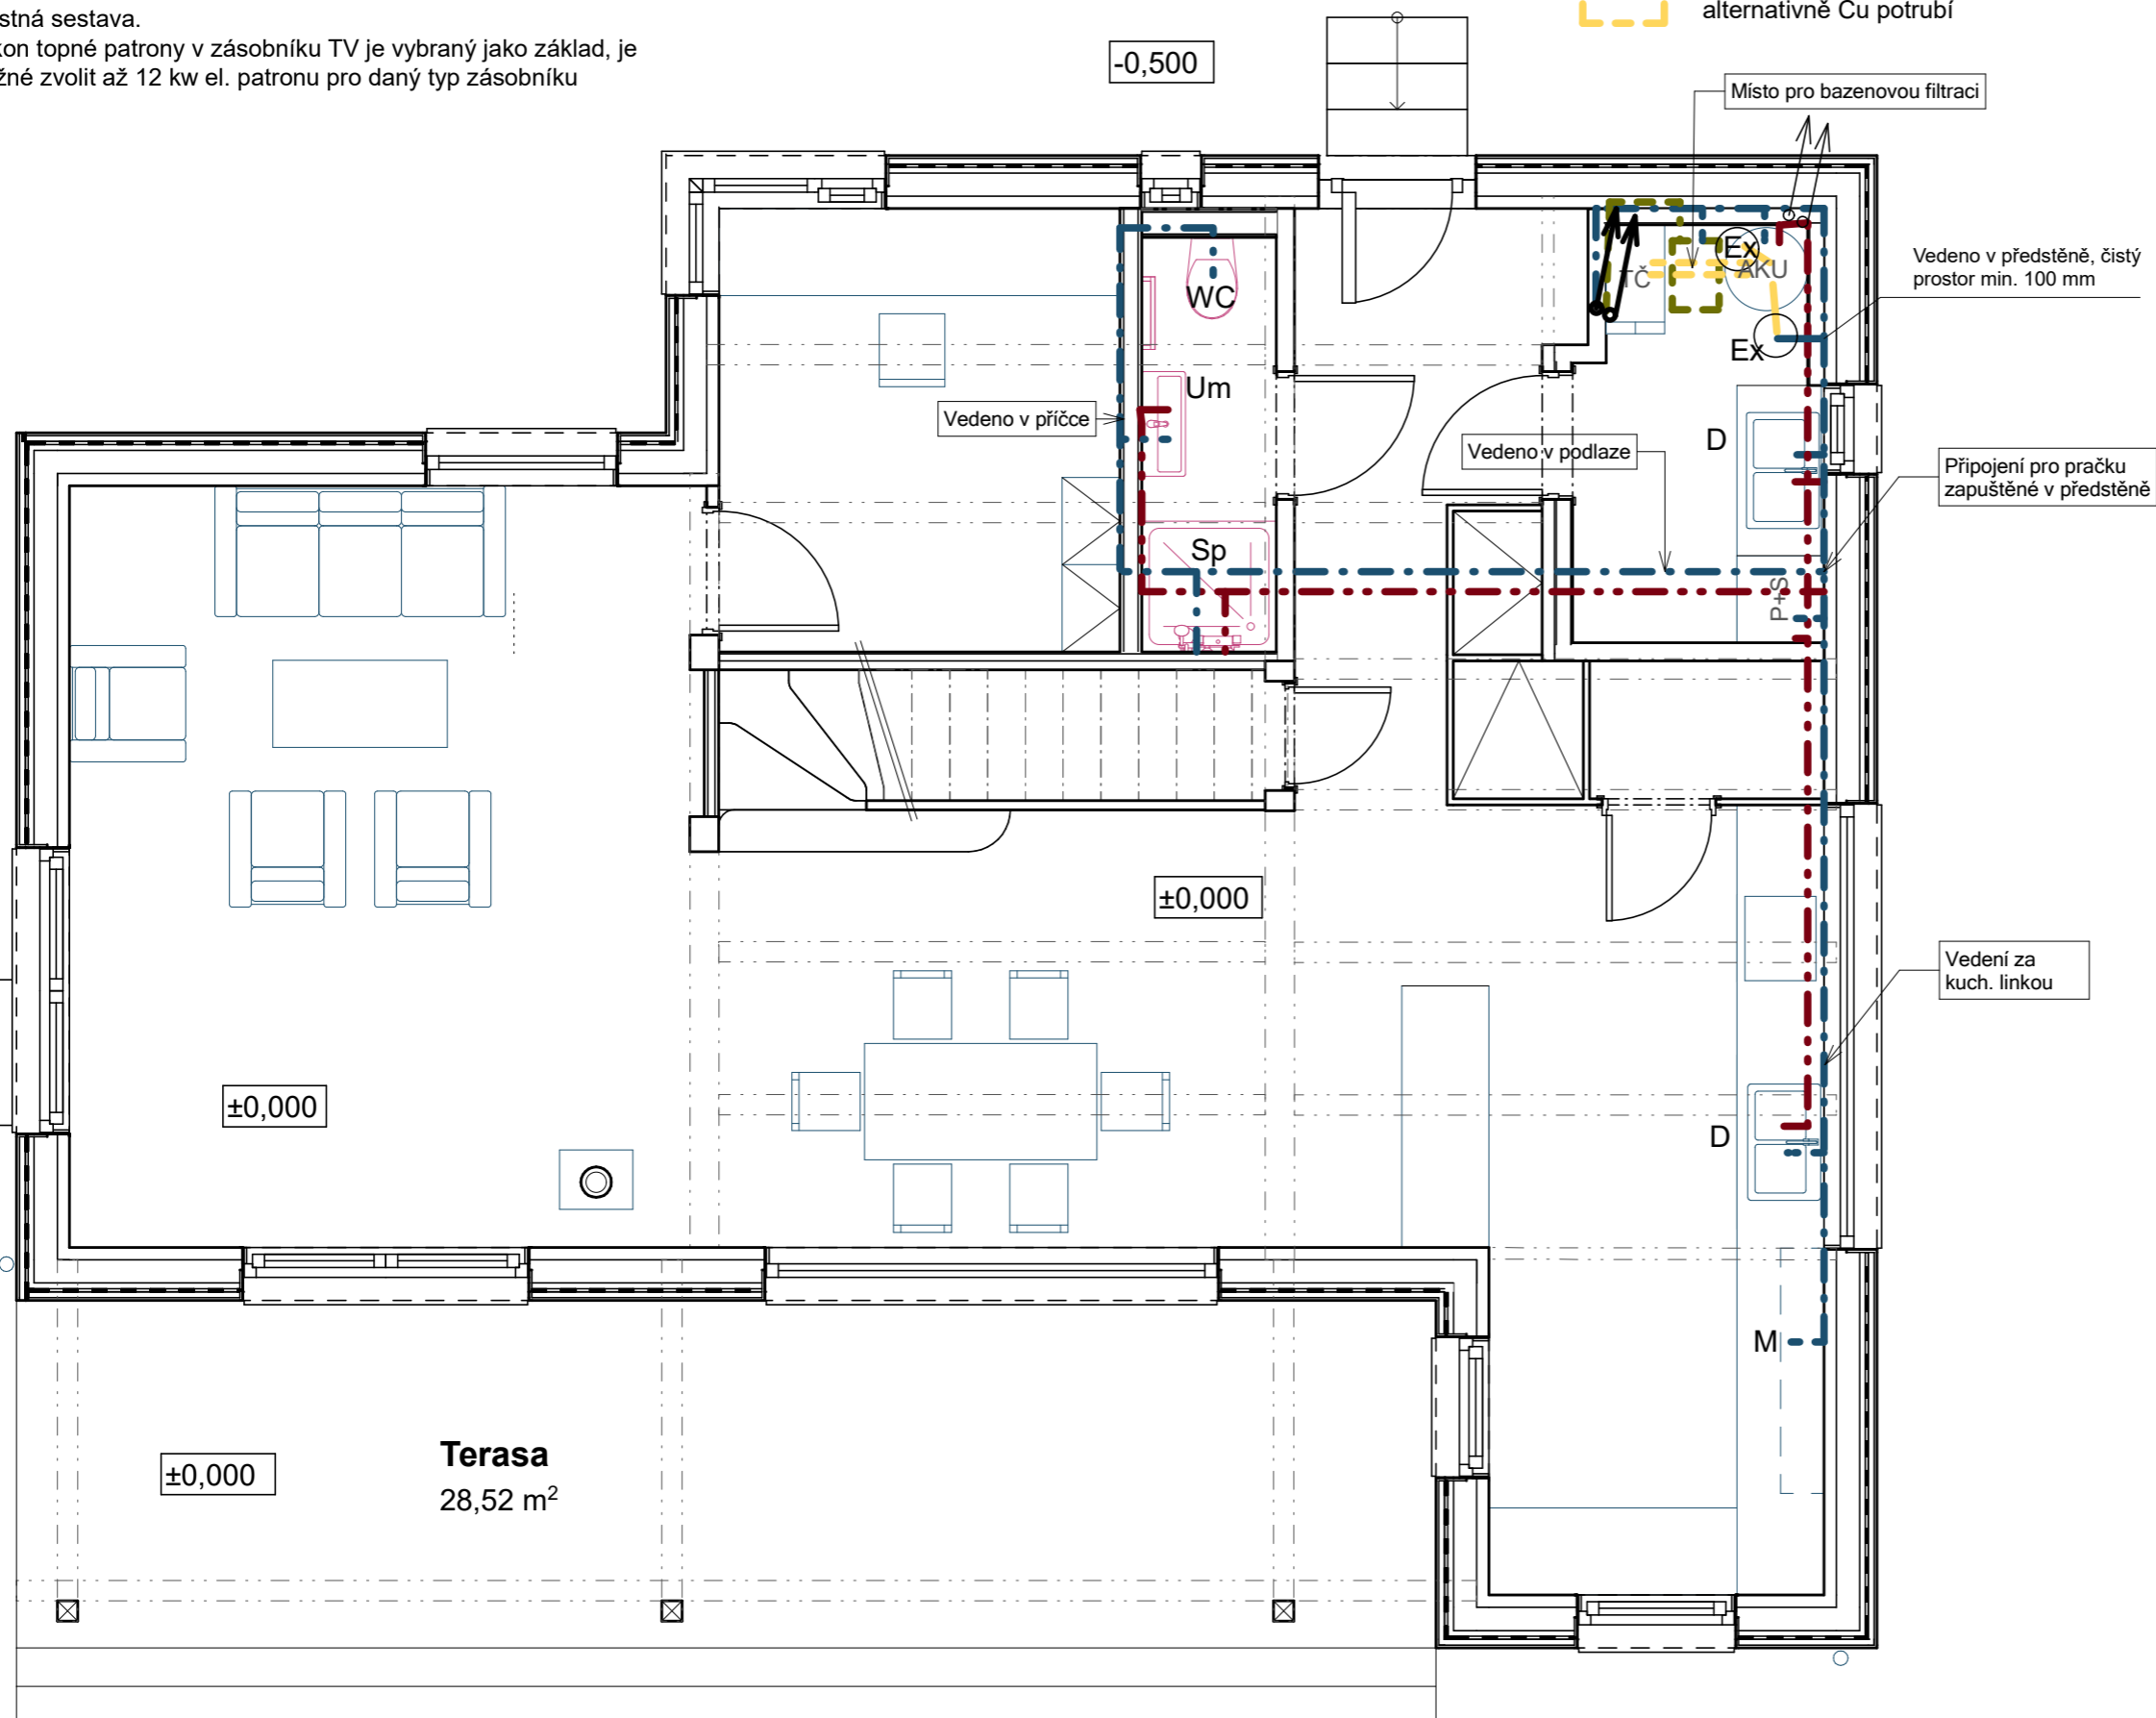 stná sestava.
kon topné patrony v zásobníku TV je vybraný jako základ, je
žné zvolit až 12 kw el. patronu pro daný typ zásobníku
alternativně Cu potrubí
-0,500
Místo pro bazenovou filtraci
Vedeno v předstěně, čistý
prostor min. 100 mm
Ex
TČ
AKU
WC
Ex
Um
Vedeno v příčce
D
Vedeno v podlaze
Připojení pro pračku
zapuštěné v předstěně
Sp
P+S
±0,000
Vedení za
kuch. linkou
±0,000
D
M
Terasa
±0,000
28,52 m²